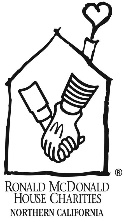 ®
RONALD MCDONALD
HOUSE CHARITIES
NORTHERN CALIFORNIA